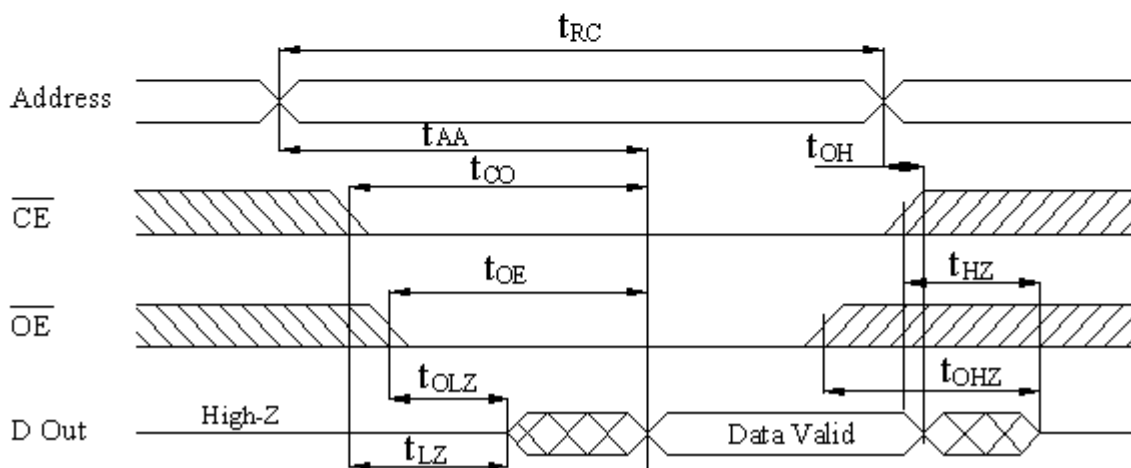 tRC
Address
tAA
tOH
tCO
CE
tHZ
tOE
OE
tOHZ
tOLZ
High-Z
D Out
Data Valid
tLZ